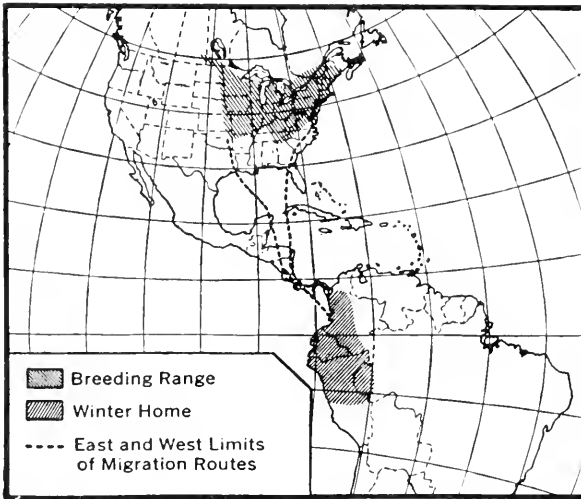 Breeding Range
Winter Home
East and West Limits
of Migration Routes